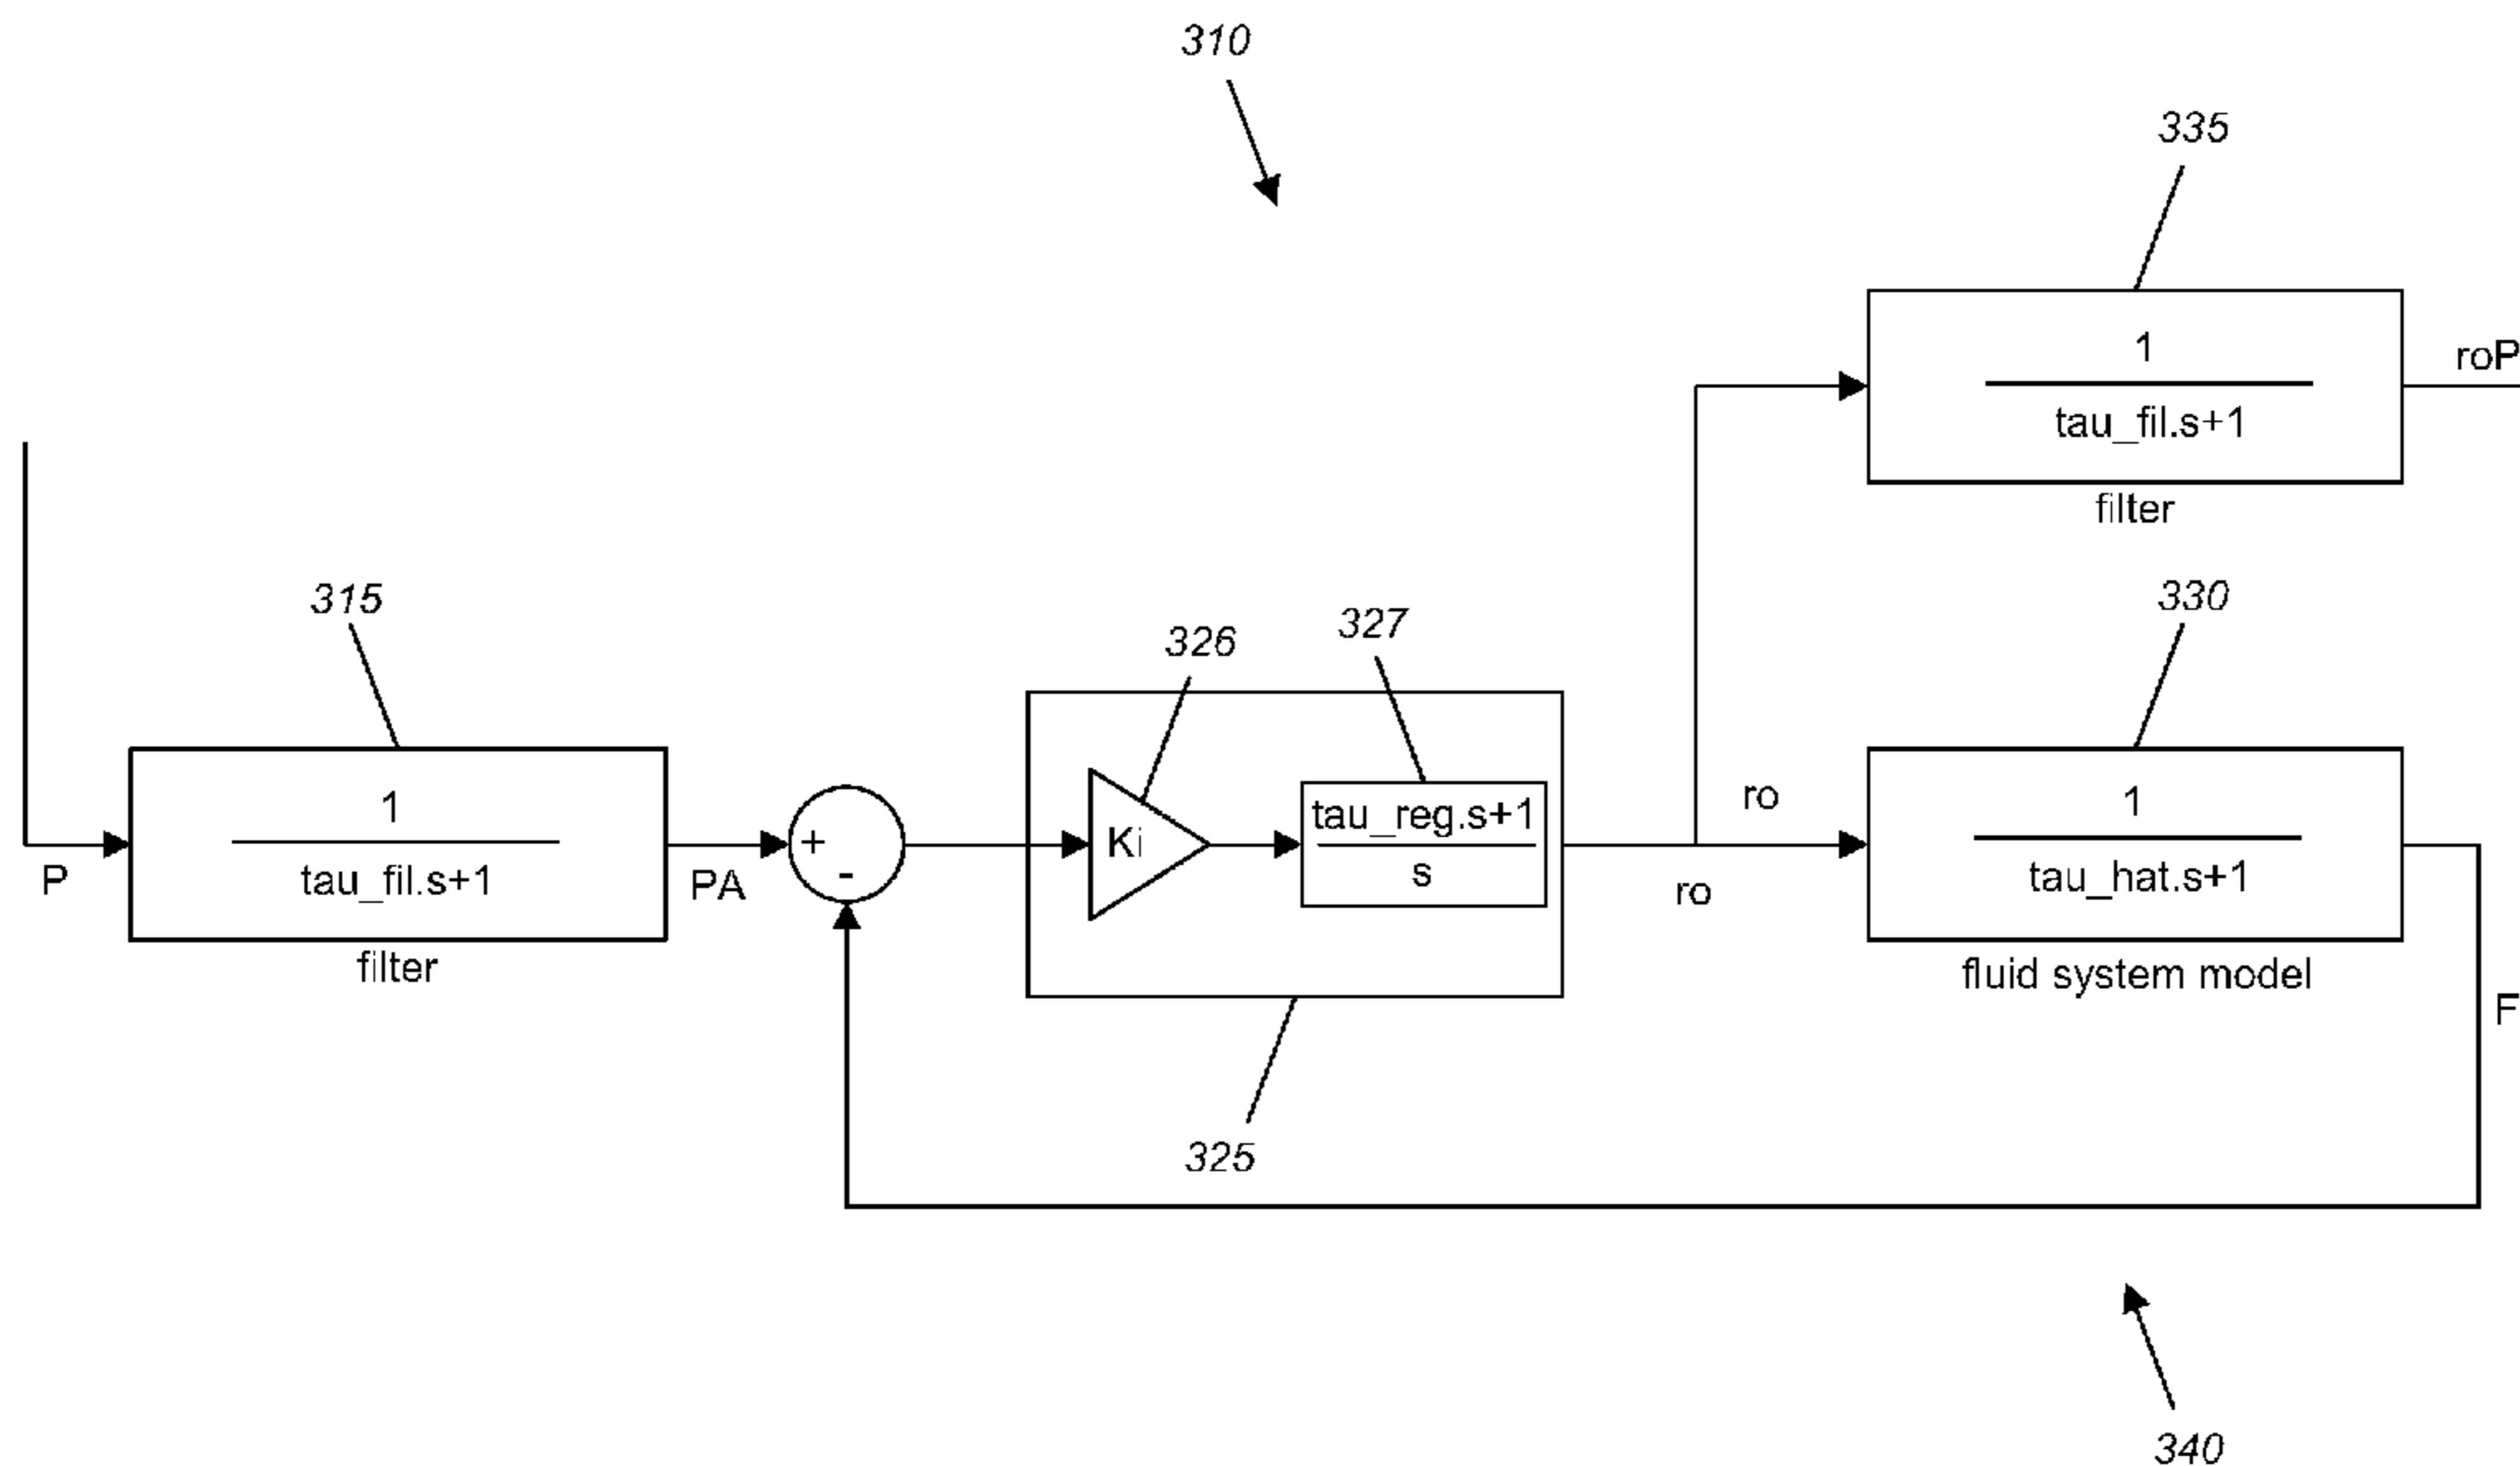 310
335
1
tau_fil.s+1
roP
filter
315
326
327
330
P
1
tau_fil.s+1
filter
PA
+
-
Ki
tau_reg.s+1
s
ro
ro
1
tau_hat.s+1
fluid system model
F
325
340